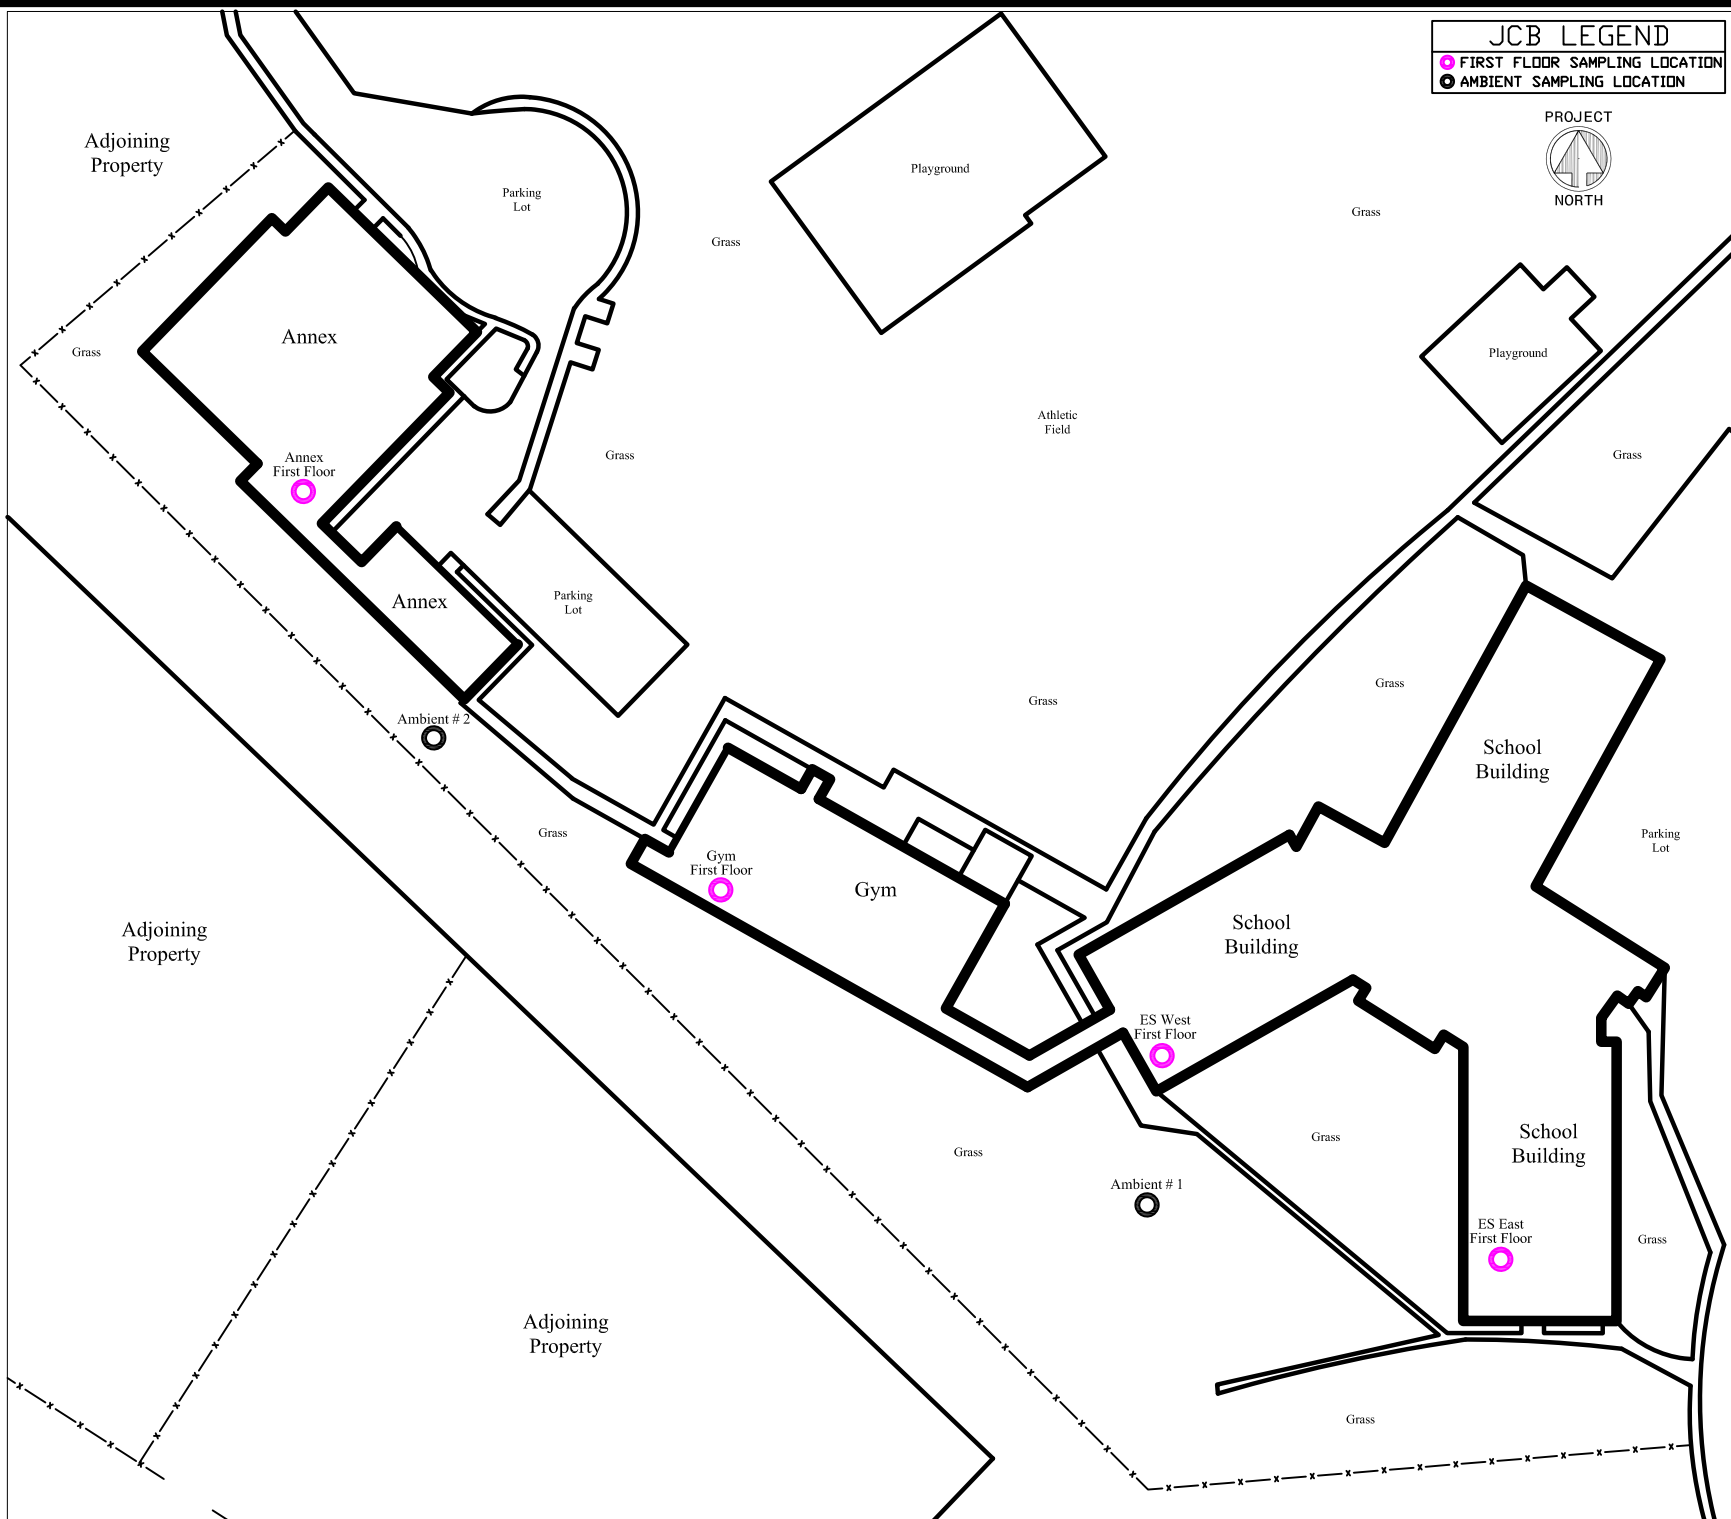 JCB LEGEND
FIRST FLOOR SAMPLING LOCATION
AMBIENT SAMPLING LOCATION
PROJECT
NORTH
Adjoining
Property
Parking
Lot
Playground
Grass
Grass
Annex
Grass
Playground
Athletic
Field
Grass
Grass
Annex
First Floor
Annex
Parking
Lot
Grass
Grass
Ambient # 2
School
Building
Grass
Parking
Lot
Gym
First Floor
Gym
School
Building
Adjoining
Property
ES West
First Floor
Grass
Grass
School
Building
Ambient # 1
ES East
First Floor
Grass
Adjoining
Property
Grass